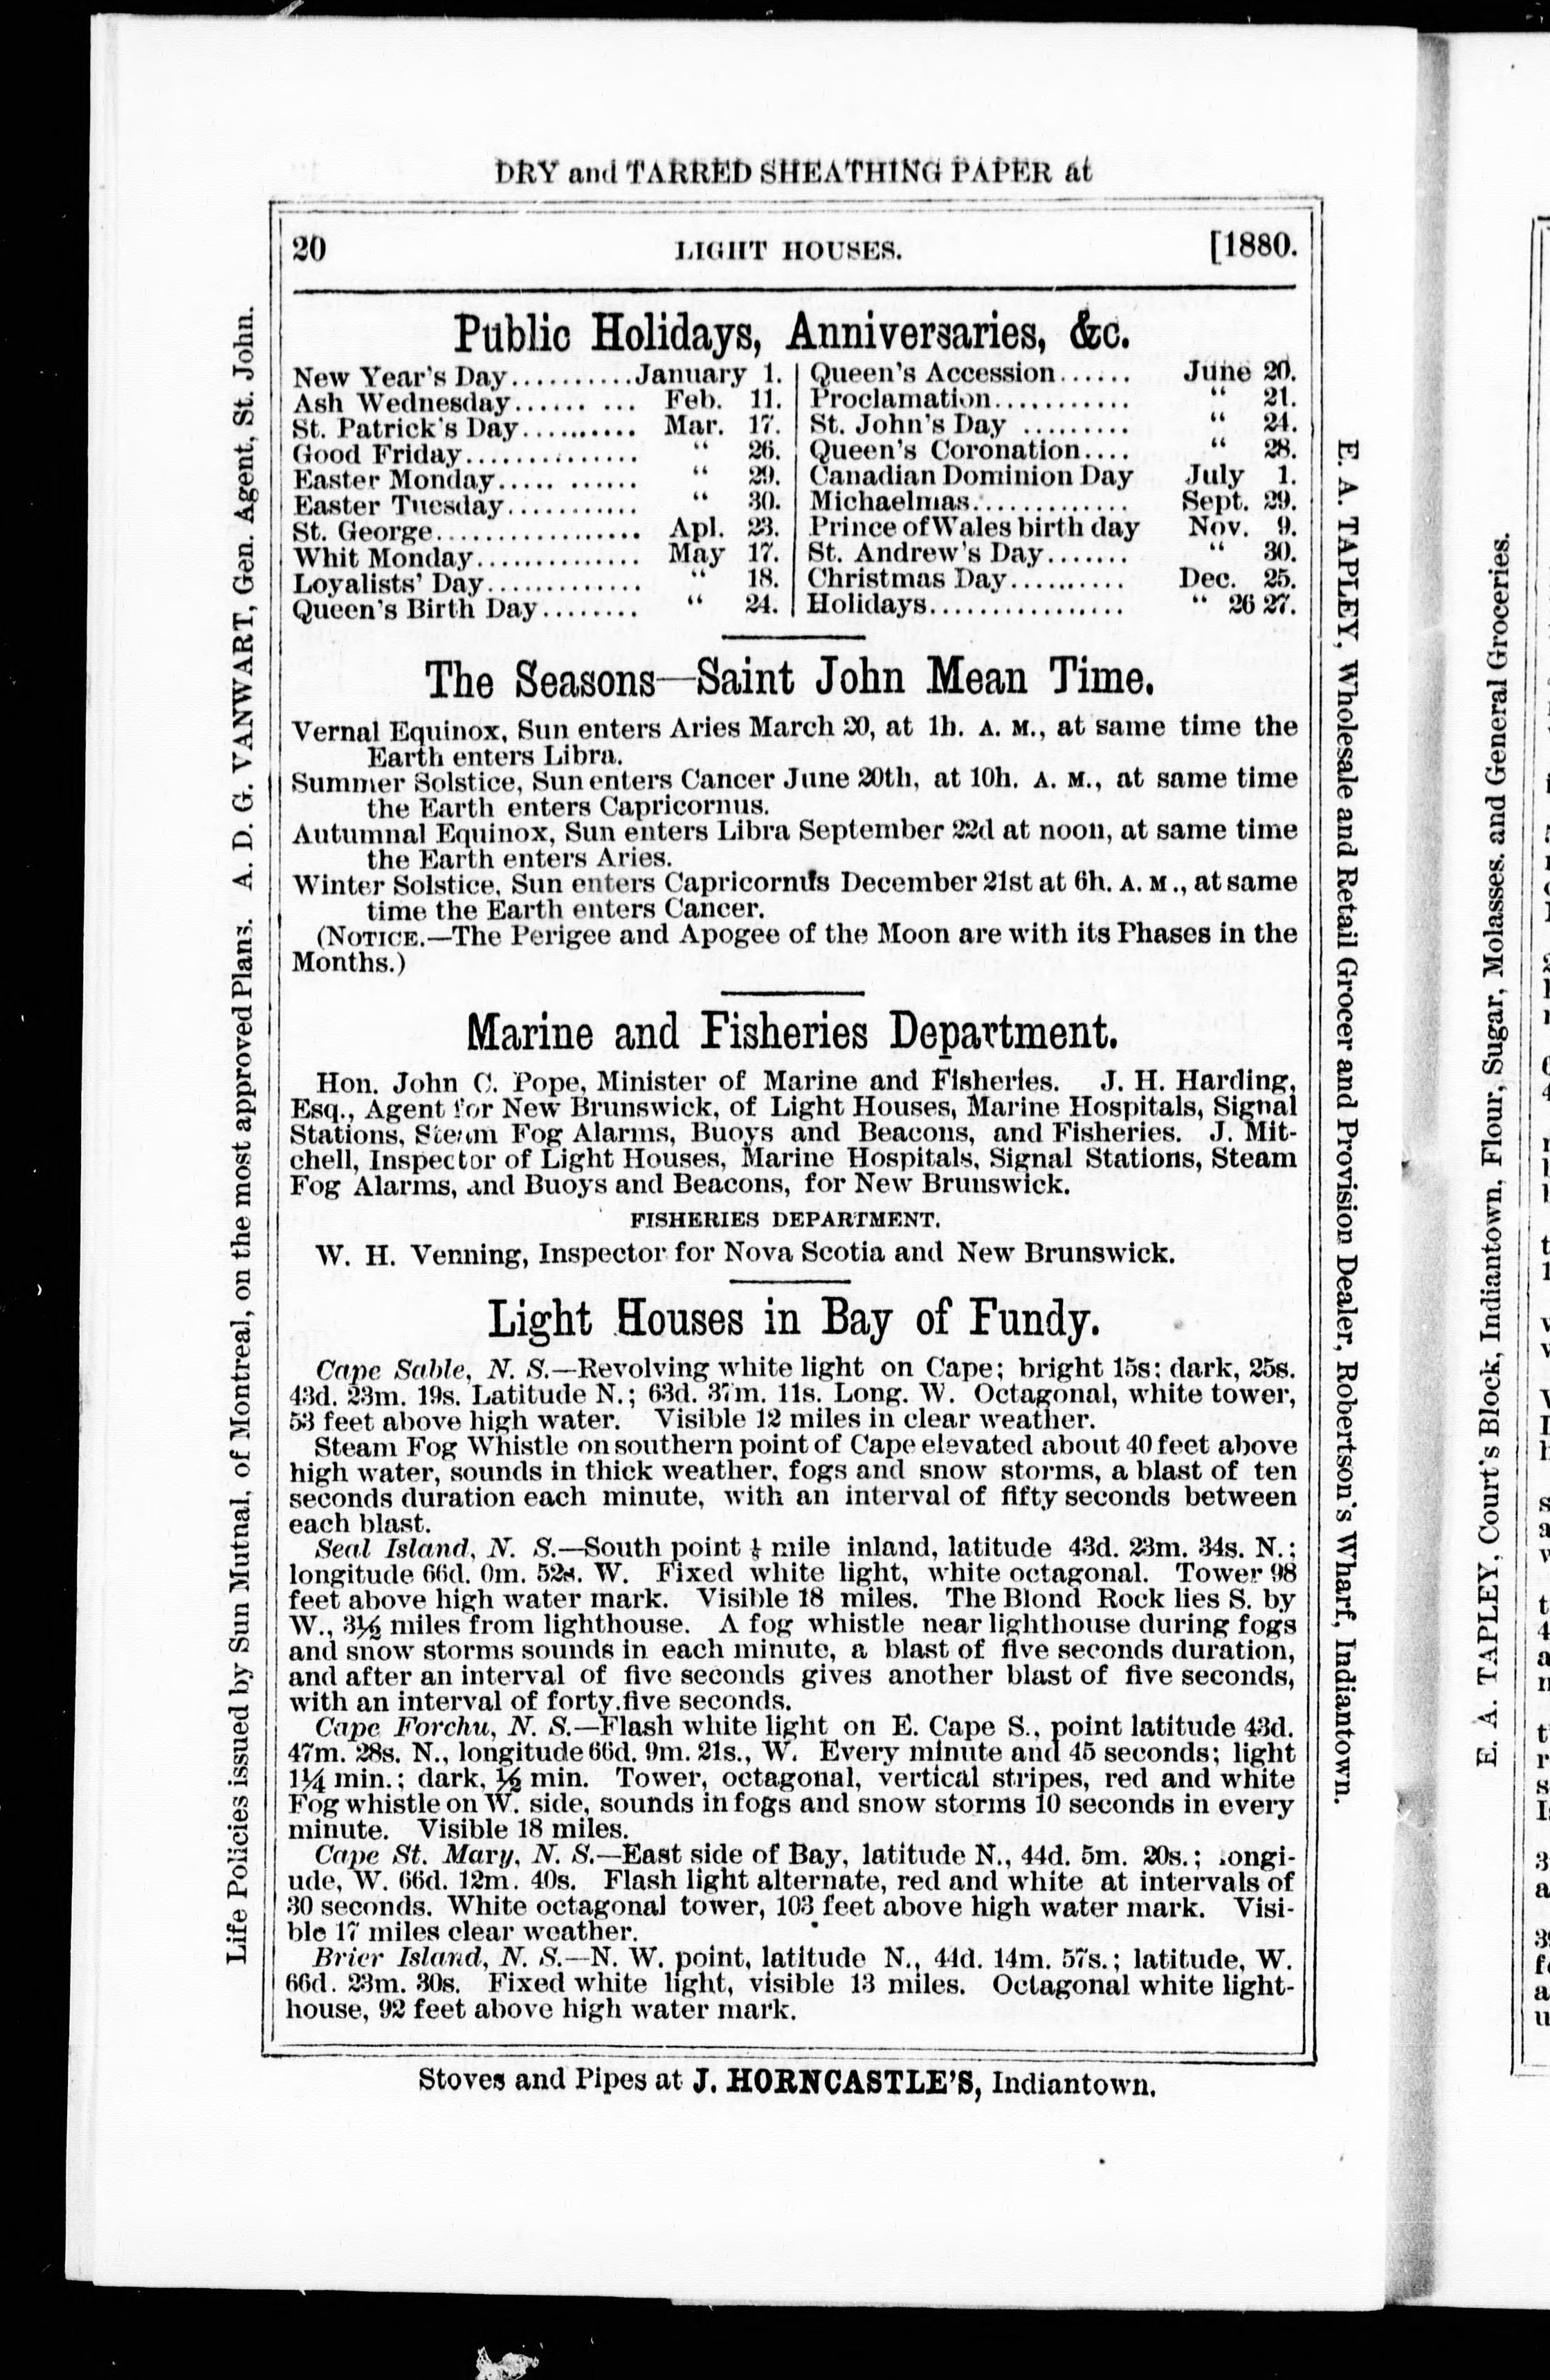 DRY and TARRED SHEATHING PAPER at
20 LIGHT HOUSES. [1880.
Public Holidays, Anniversaries, &c.
New Year's Day..........January 1.
Ash Wednesday...... ... Feb. 11.
St. Patrick's Day.......... Mar. 17.
Good Friday.............. " 26.
Easter Monday..... ...... " 29.
Easter Tuesday........... " 30.
St. George................. Apl. 23.
Whit Monday.............. May 17.
Loyalists' Day............. " 18.
Queen's Birth Day........ " 24.
Queen's Accession...... June 20.
Proclamation............ " 21.
St. John's Day ......... " 24.
Queen's Coronation.... " 28.
Canadian Dominion Day July 1.
Michaelmas............. Sept. 29.
Prince of Wales birth day Nov. 9.
St. Andrew's Day....... " 30.
Christmas Day.......... Dec. 25.
Holidays................ " 26 27.
The Seasons—Saint John Mean Time.
Vernal Equinox, Sun enters Aries March 20, at 1h. A. M., at same time the
Earth enters Libra.
Summer Solstice, Sun enters Cancer June 20th, at 10h. A. M., at same time
the Earth enters Capricornus.
Autumnal Equinox, Sun enters Libra September 22d at noon, at same time
the Earth enters Aries.
Winter Solstice, Sun enters Capricornus December 21st at 6h. A. M., at same
time the Earth enters Cancer.
(NOTICE.—The Perigee and Apogee of the Moon are with its Phases in the
Months.)
Marine and Fisheries Department.
Hon. John C. Pope, Minister of Marine and Fisheries. J. H. Harding,
Esq., Agent for New Brunswick, of Light Houses, Marine Hospitals, Signal
Stations, Steam Fog Alarms, Buoys and Beacons, and Fisheries. J. Mit-
chell, Inspector of Light Houses, Marine Hospitals, Signal Stations, Steam
Fog Alarms, and Buoys and Beacons, for New Brunswick.
FISHERIES DEPARTMENT.
W. H. Venning, Inspector for Nova Scotia and New Brunswick.
Light Houses in Bay of Fundy.
Cape Sable, N. S.—Revolving white light on Cape; bright 15s; dark, 25s.
43d. 23m. 19s. Latitude N.; 63d. 37m. 11s. Long. W. Octagonal, white tower,
53 feet above high water. Visible 12 miles in clear weather.
Steam Fog Whistle on southern point of Cape elevated about 40 feet above
high water, sounds in thick weather, fogs and snow storms, a blast of ten
seconds duration each minute, with an interval of fifty seconds between
each blast.
Seal Island, N. S.—South point mile inland, latitude 43d. 23m. 34s. N.;
longitude 66d. 0m. 52s. W. Fixed white light, white octagonal. Tower 98
feet above high water mark. Visible 18 miles. The Blond Rock lies S. by
W., 3½ miles from lighthouse. A fog whistle near lighthouse during fogs
and snow storms sounds in each minute, a blast of five seconds duration,
and after an interval of five seconds gives another blast of five seconds,
with an interval of forty.five seconds.
Cape Forchu, N. S.—Flash white light on E. Cape S., point latitude 43d.
47m. 28s. N., longitude 66d. 9m. 21s., W. Every minute and 45 seconds; light
1¼ min.; dark, ½ min. Tower, octagonal, vertical stripes, red and white
Fog whistle on W. side, sounds in fogs and snow storms 10 seconds in every
minute. Visible 18 miles.
Cape St. Mary, N. S.—East side of Bay, latitude N., 44d. 5m. 20s.; longi-
ude, W. 66d. 12m. 40s. Flash light alternate, red and white at intervals of
30 seconds. White octagonal tower, 103 feet above high water mark. Visi-
ble 17 miles clear weather.
Brier Island, N. S.—N. W. point, latitude N., 44d. 14m. 57s.; latitude, W.
66d. 23m. 30s. Fixed white light, visible 13 miles. Octagonal white light-
house, 92 feet above high water mark.
Stoves and Pipes at J. HORNCASTLE'S, Indiantown.
Life Policies issued by Sun Mutual, of Montreal, on the most approved Plans. A. D. G. VANWART, Gen. Agent, St. John.
E. A. TAPLEY, Wholesale and Retail Grocer and Provision Dealer, Robertson's Wharf, Indiantown.
E. A. TAPLEY, Court's Block, Indiantown, Flour, Sugar, Molasses. and General Groceries.